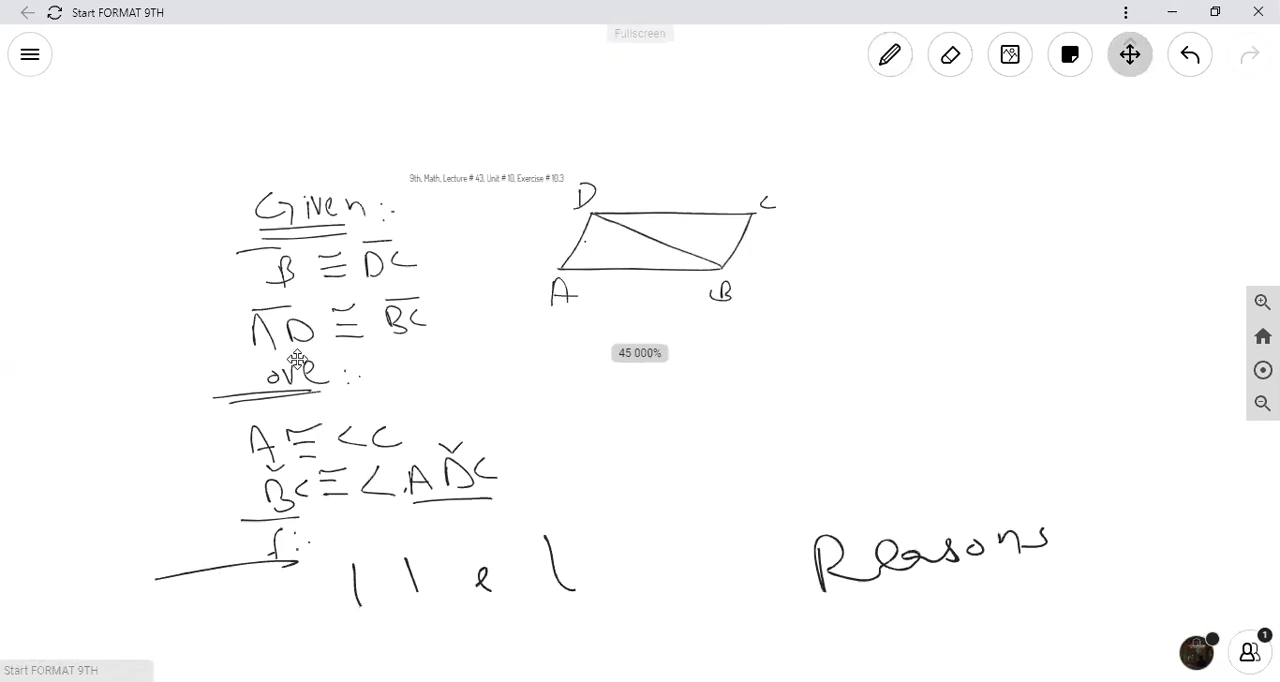 Start FORMAT 9TH
Fullscreen
9th, Math, Lecture # 43, Unit # 10, Exercise # 10.3
Given :-
B ≅ DC
AD ≅ BC
ove :-
A ≅ <C
BC ≅ <ADC
f :-
D C
A B
45 000%
Reasons
Start FORMAT 9TH
1